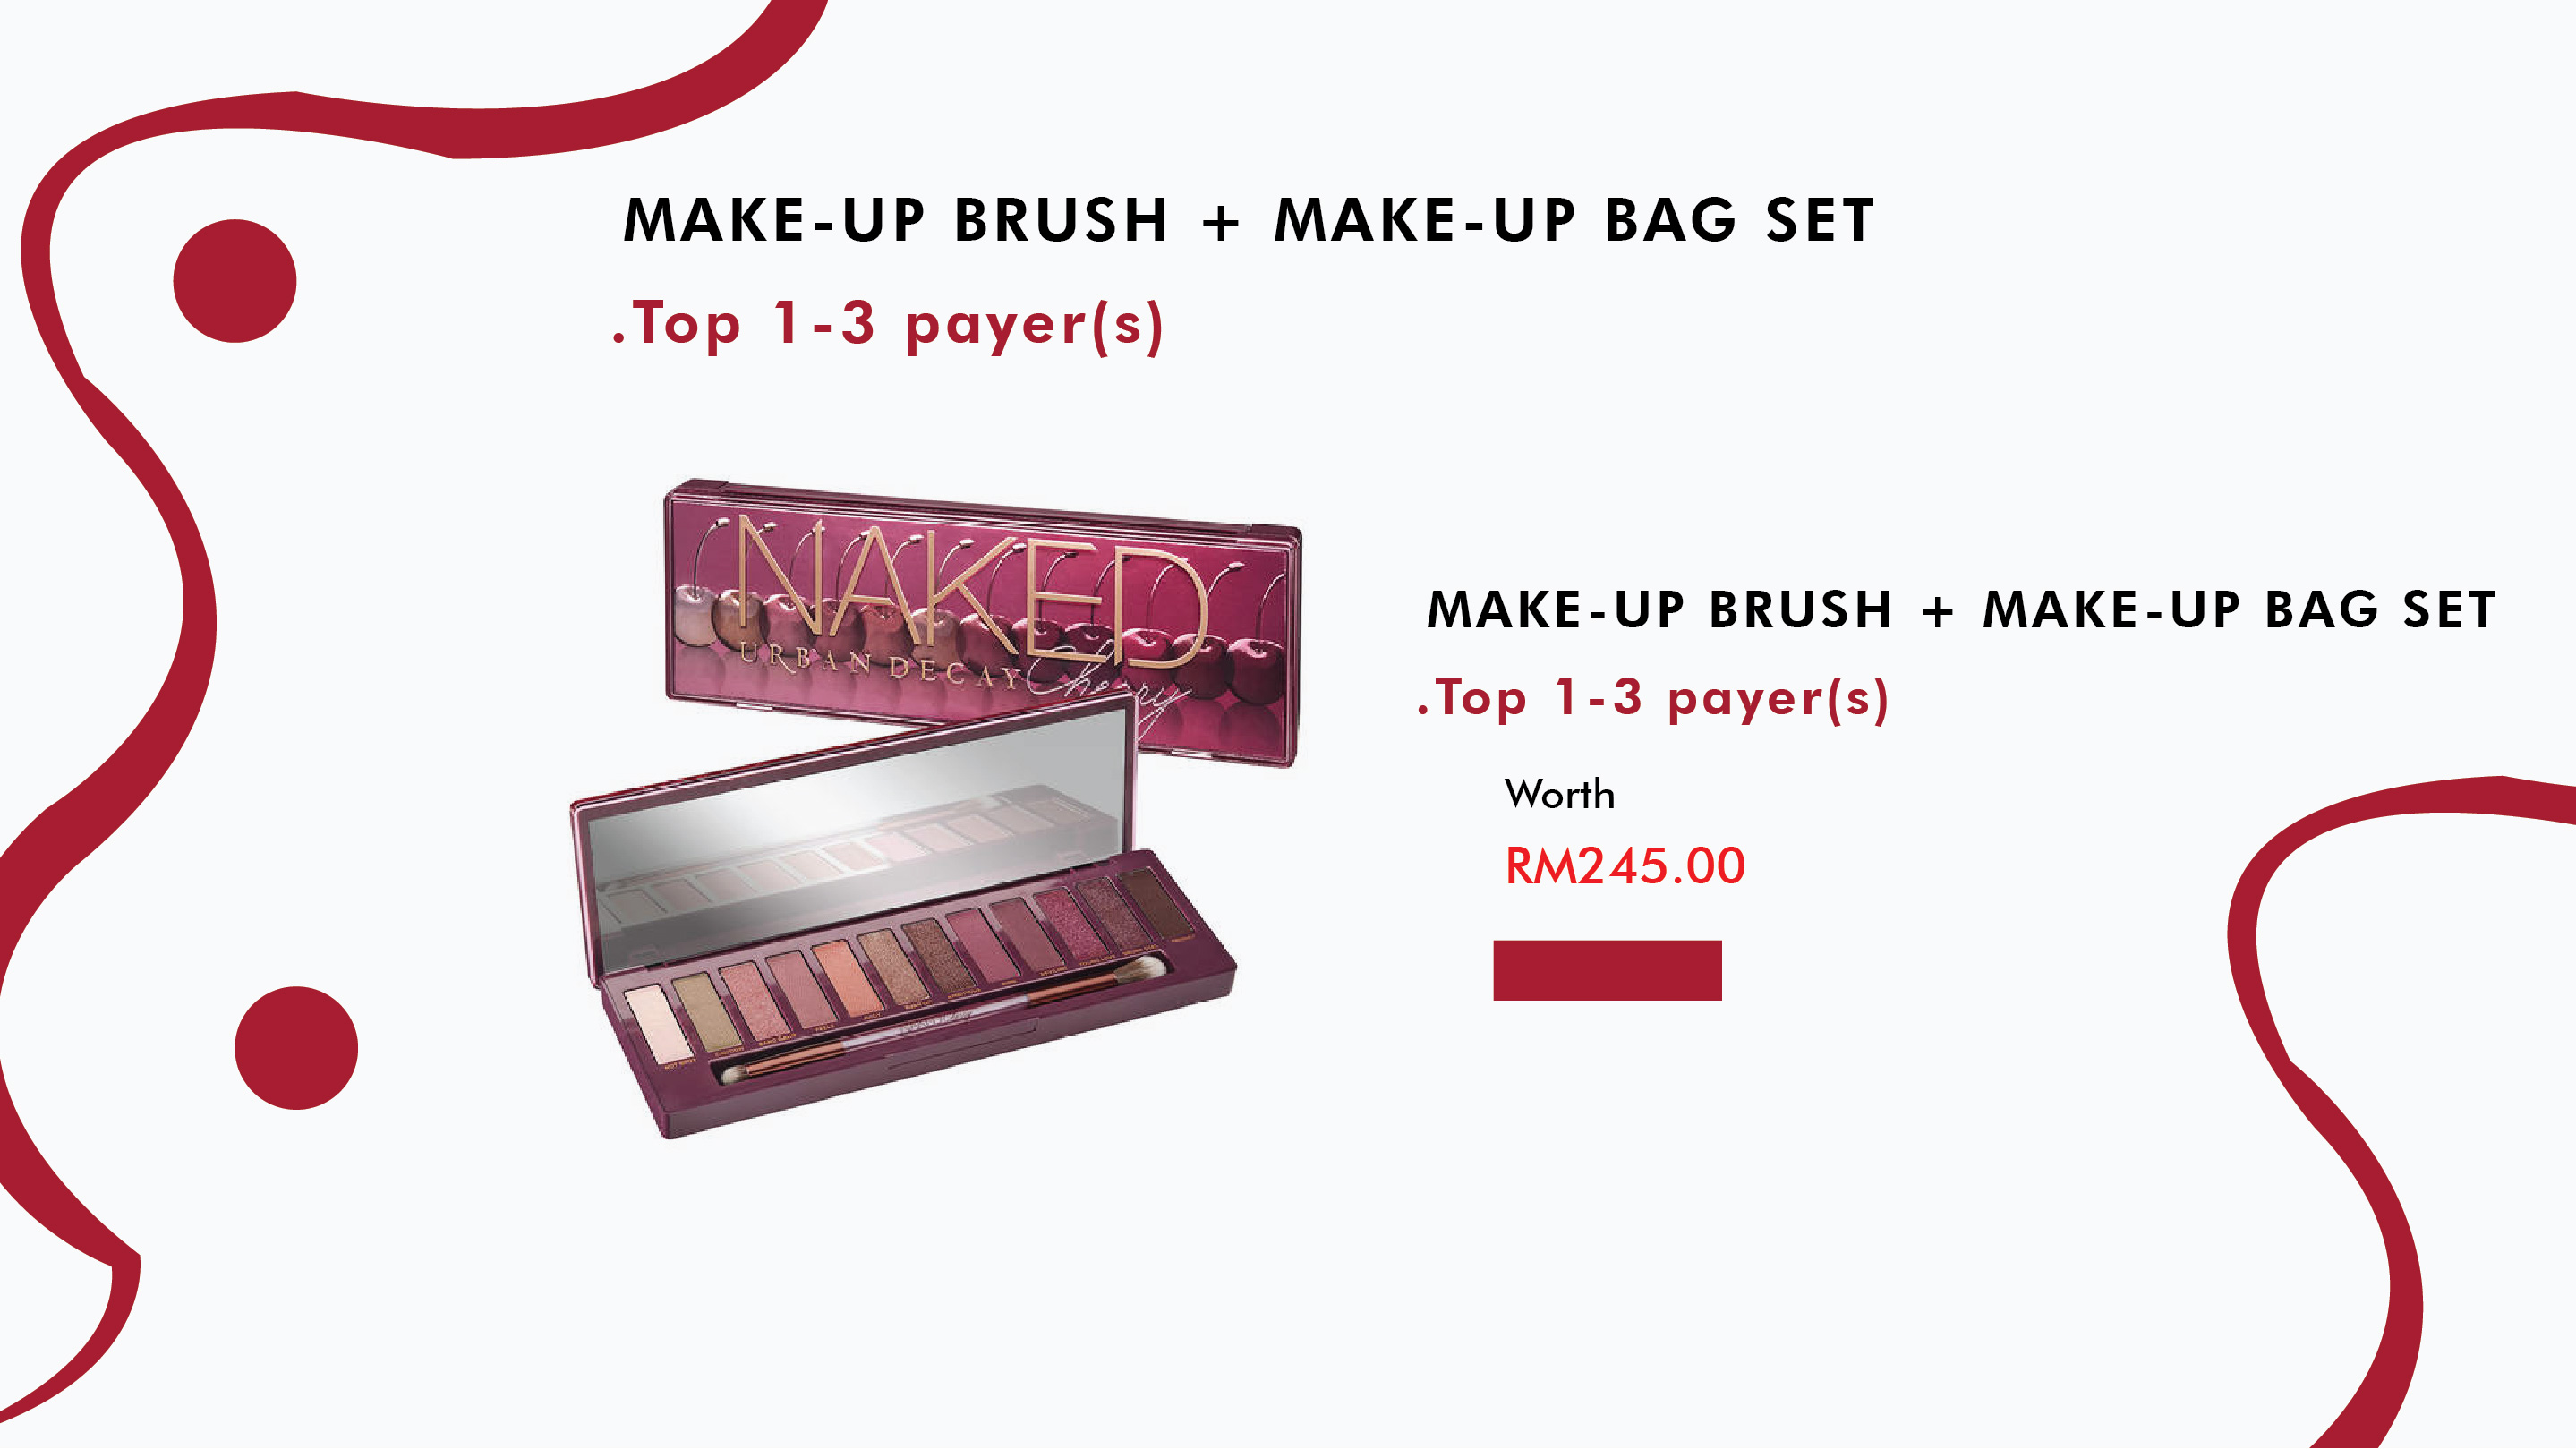 MAKE-UP BRUSH + MAKE-UP BAG SET
.Top 1-3 payer(s)
NAKED
URBAN DECAY Cherry
MAKE-UP BRUSH + MAKE-UP BAG SET
.Top 1-3 payer(s)
Worth
RM245.00